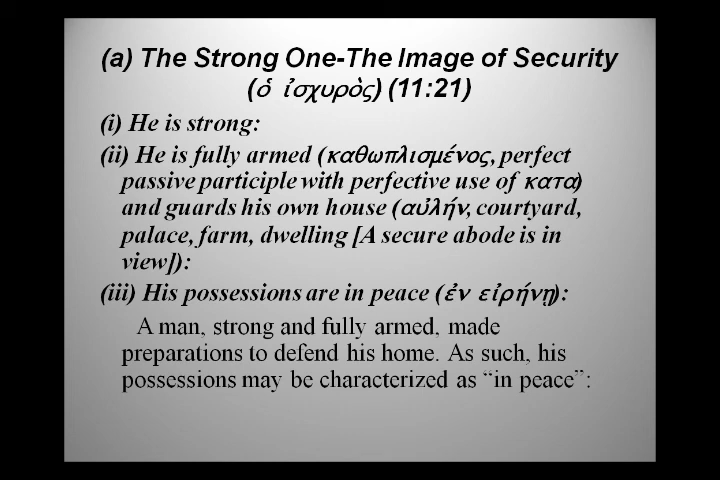 (a) The Strong One-The Image of Security
(ὁ ἰσχυρὸς) (11:21)
(i) He is strong:
(ii) He is fully armed (καθωπλισμένος, perfect
passive participle with perfective use of κατα)
and guards his own house (αὐλήν, courtyard,
palace, farm, dwelling [A secure abode is in
view]):
(iii) His possessions are in peace (ἐν εἰρήνῃ):
A man, strong and fully armed, made
preparations to defend his home. As such, his
possessions may be characterized as “in peace”: